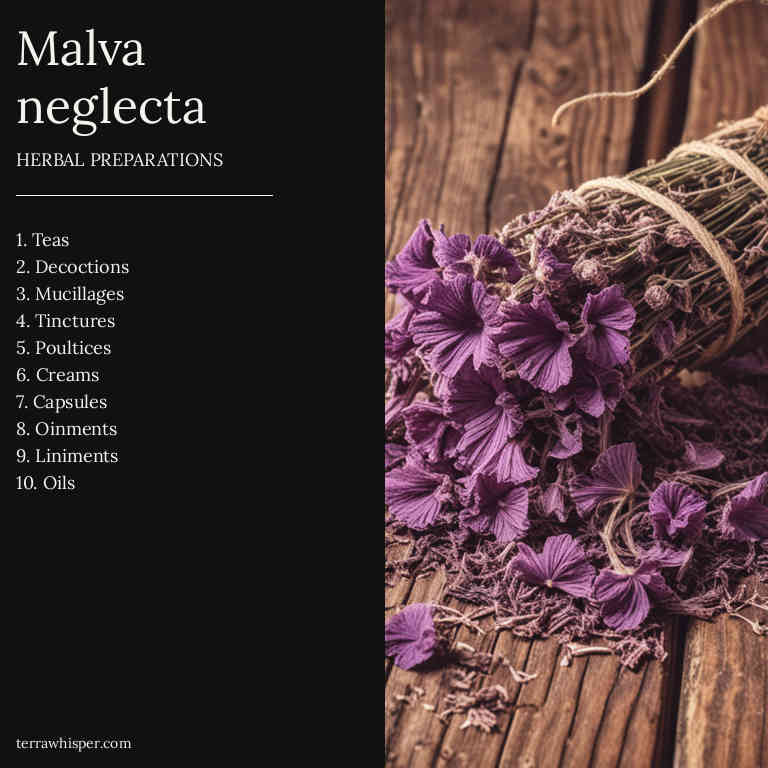 Malva
neglecta
HERBAL PREPARATIONS
1. Teas
2. Decoctions
3. Mucillages
4. Tinctures
5. Poultices
6. Creams
7. Capsules
8. Oinments
9. Liniments
10. Oils
terrawhisper.com